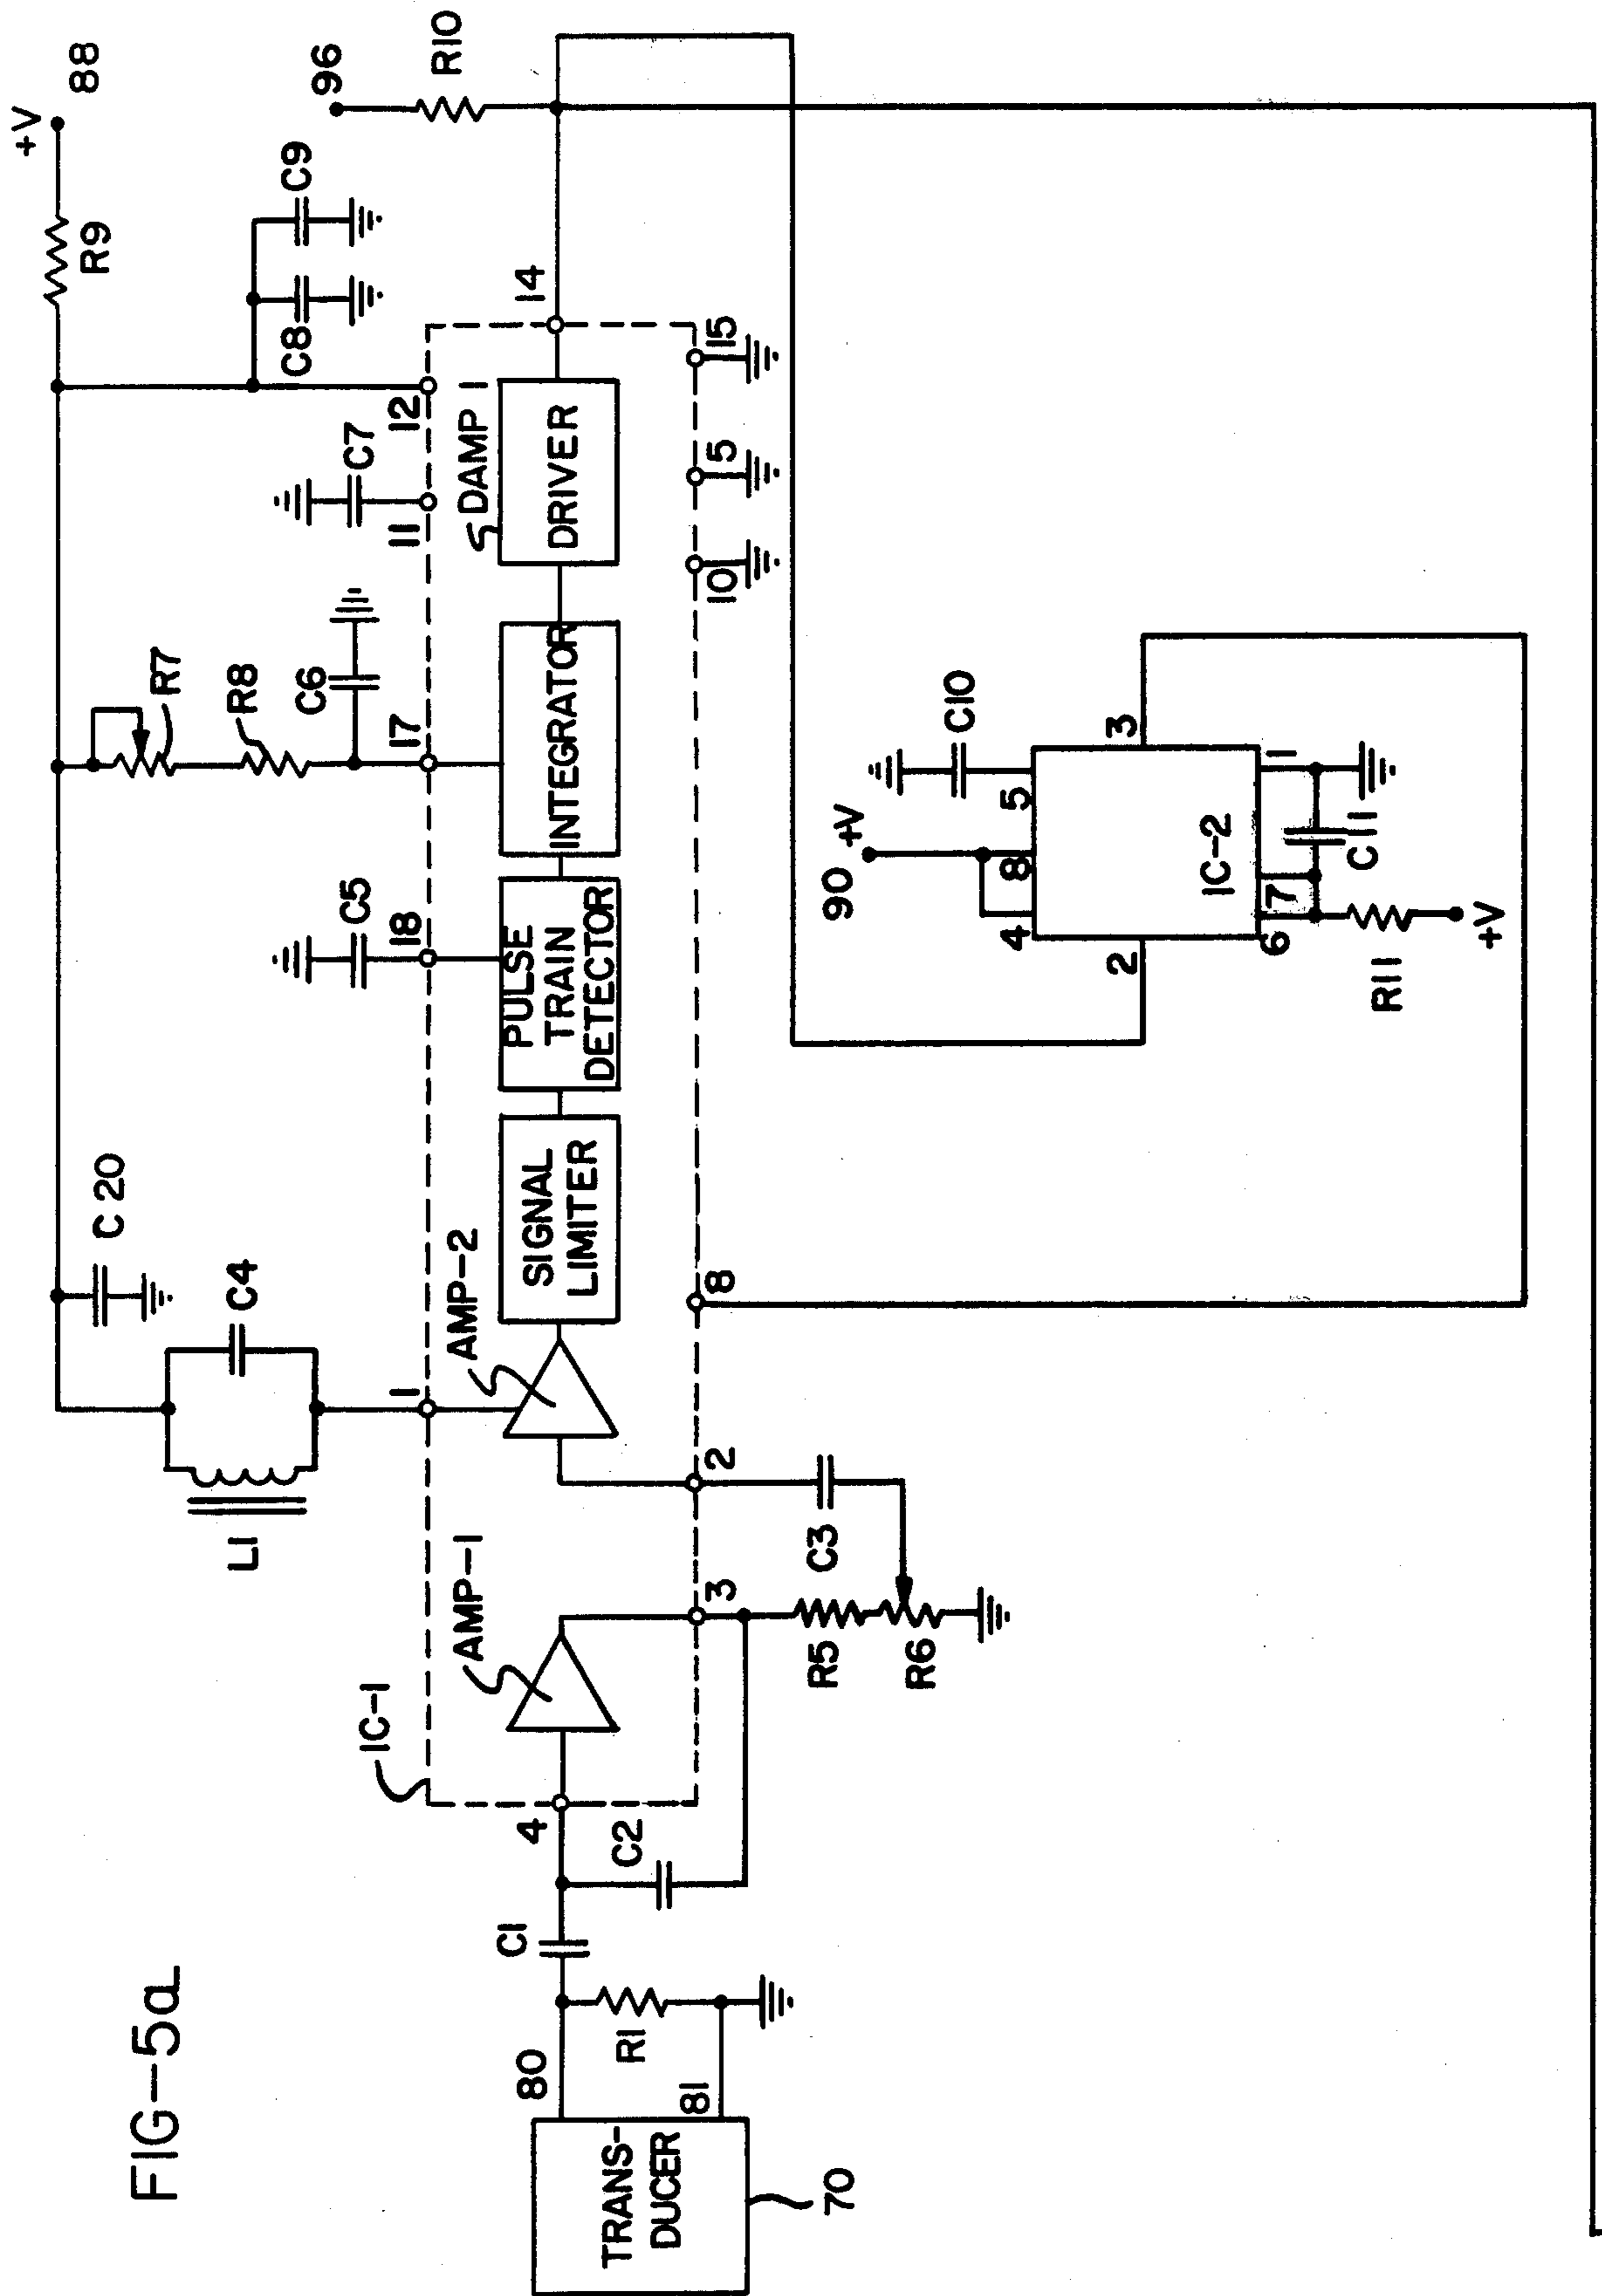 FIG-5a
+V
88
R9
96
R10
C9
C8
C 20
C4
L1
R7
R8
C6
C7
C5
1
18
17
11
12
14
IC-1
AMP-1
AMP-2
DAMP 1
SIGNAL
LIMITER
PULSE
TRAIN
DETECTOR
INTEGRATOR
DRIVER
4
3
2
8
10
5
15
TRANS-
DUCER
70
80
81
R1
C1
C2
R5
R6
C3
90 +V
C10
4
8
5
2
IC-2
3
6
7
1
C11
R11
+V